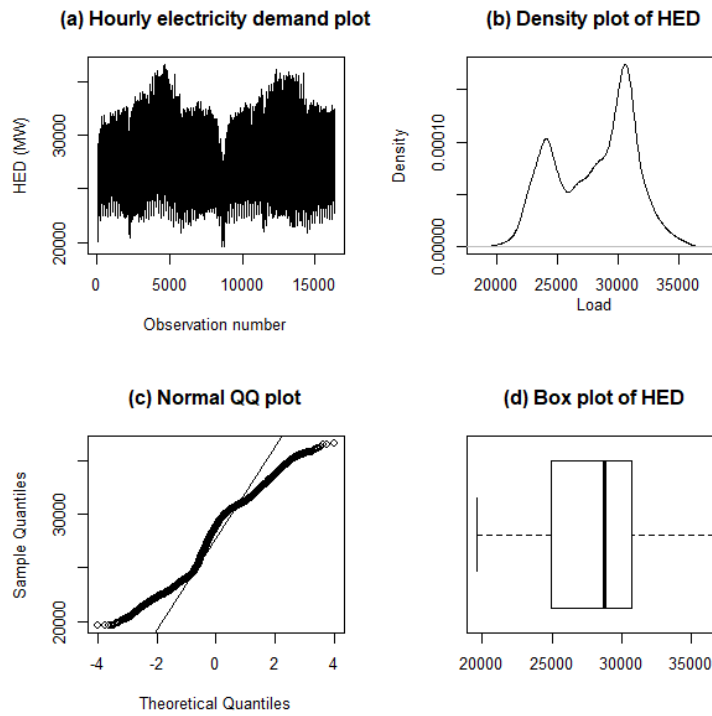 (a) Hourly electricity demand plot
HED (MW)
20000 30000
0 5000 10000 15000
Observation number
(b) Density plot of HED
Density
0.00000 0.00010
20000 25000 30000 35000
Load
(c) Normal QQ plot
Sample Quantiles
20000 30000
-4 -2 0 2 4
Theoretical Quantiles
(d) Box plot of HED
20000 25000 30000 35000